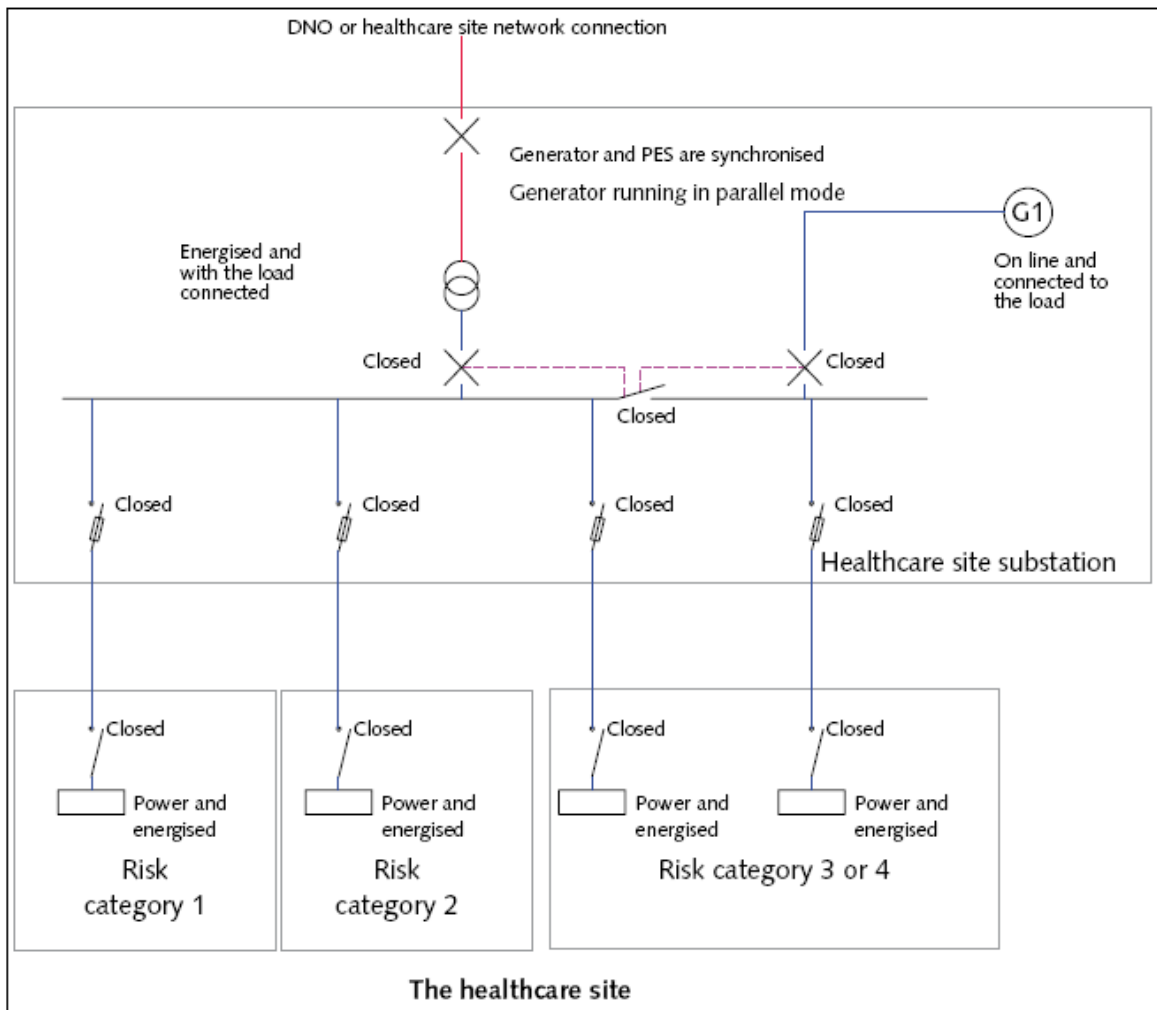 DNO or healthcare site network connection
Generator and PES are synchronised
Generator running in parallel mode
G1
Energised and
with the load
connected
On line and
connected to
the load
Closed
Closed
Closed
Closed
Closed
Closed
Closed
Healthcare site substation
Closed
Closed
Closed
Closed
Power and
energised
Power and
energised
Power and
energised
Power and
energised
Risk
category 1
Risk
category 2
Risk category 3 or 4
The healthcare site